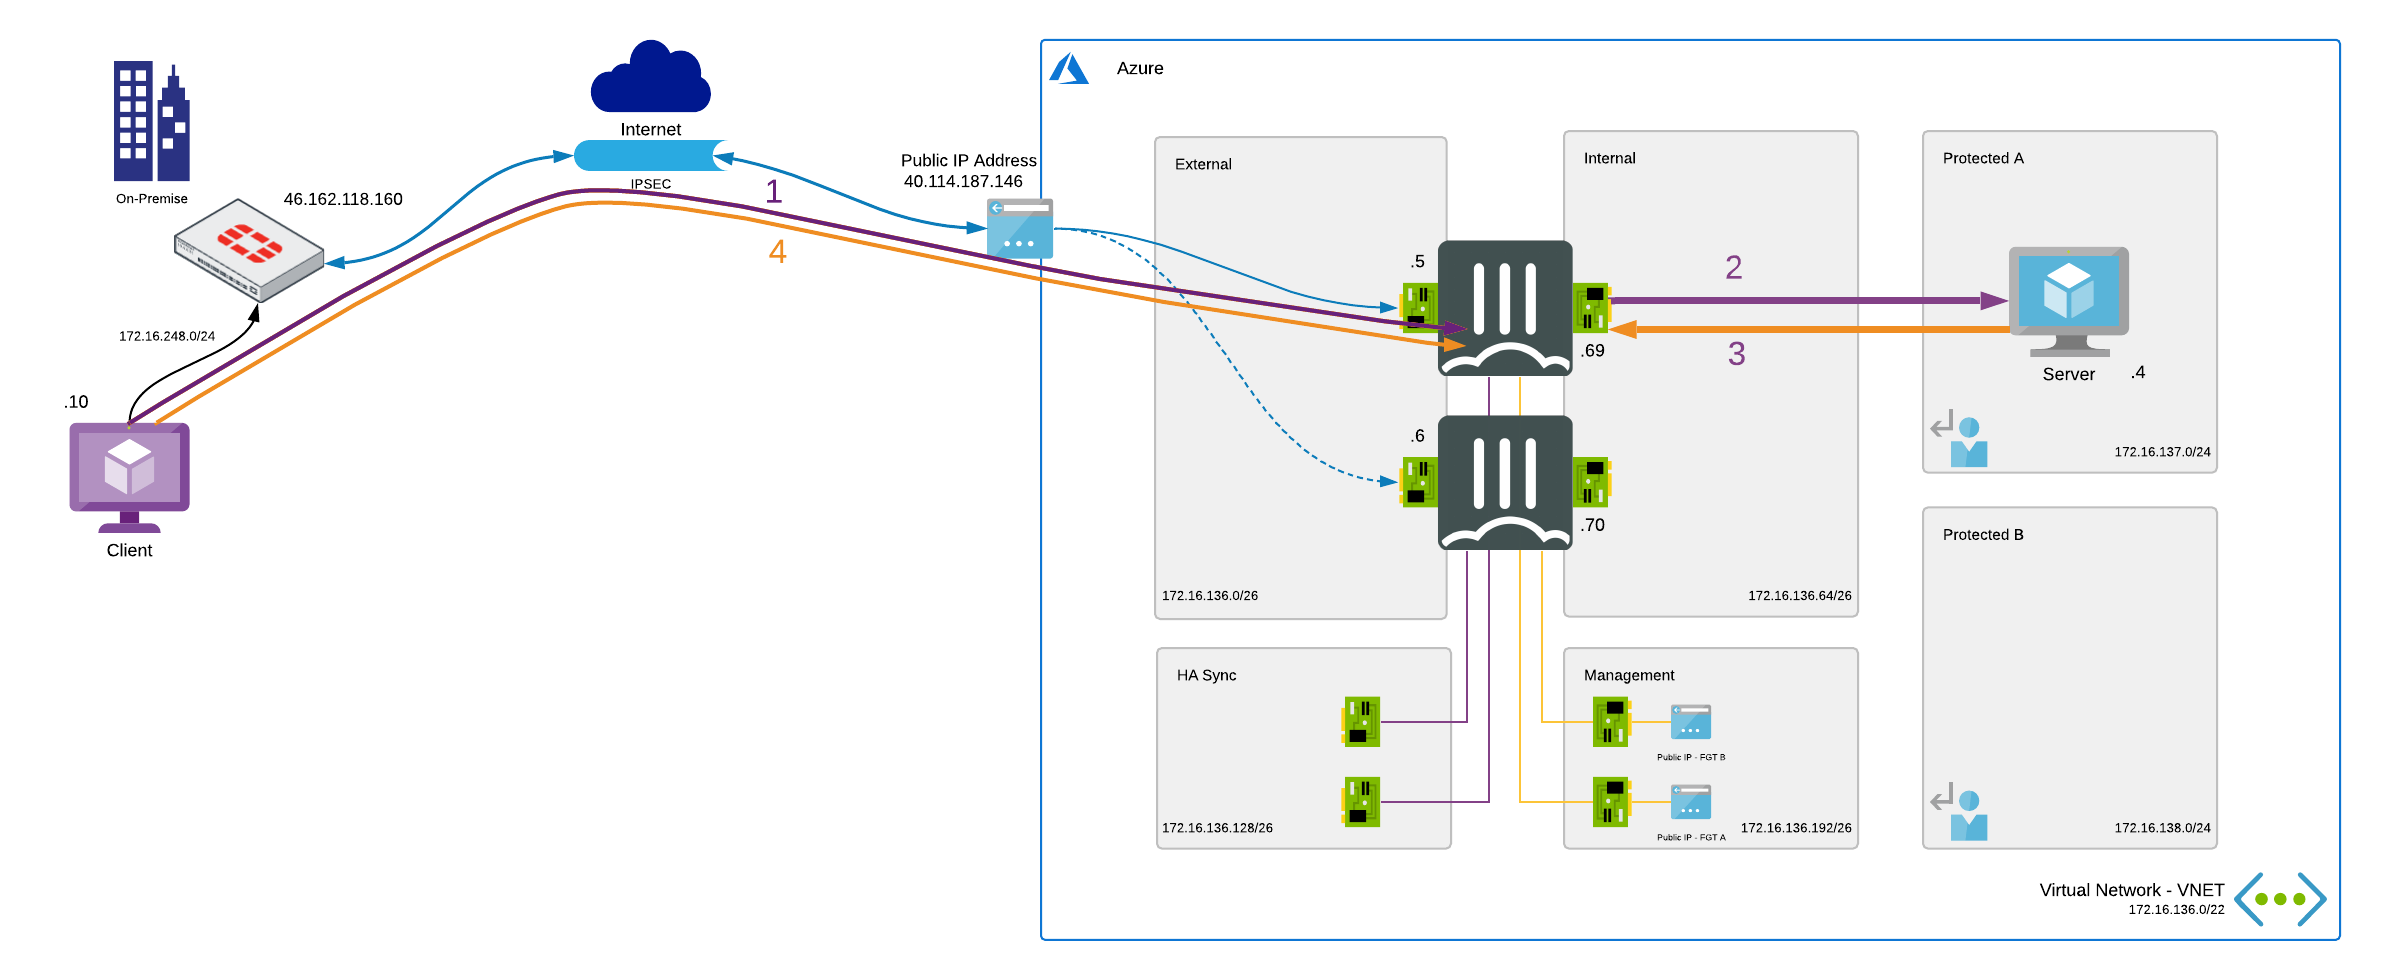 Azure
On-Premise
46.162.118.160
172.16.248.0/24
.10
Client
Internet
IPSEC
1
4
Public IP Address
40.114.187.146
External
.5
.6
172.16.136.0/26
Internal
.69
.70
172.16.136.64/26
2
3
Protected A
Server
.4
172.16.137.0/24
Protected B
172.16.138.0/24
HA Sync
172.16.136.128/26
Management
Public IP - FGT B
Public IP - FGT A
172.16.136.192/26
Virtual Network - VNET
172.16.136.0/22